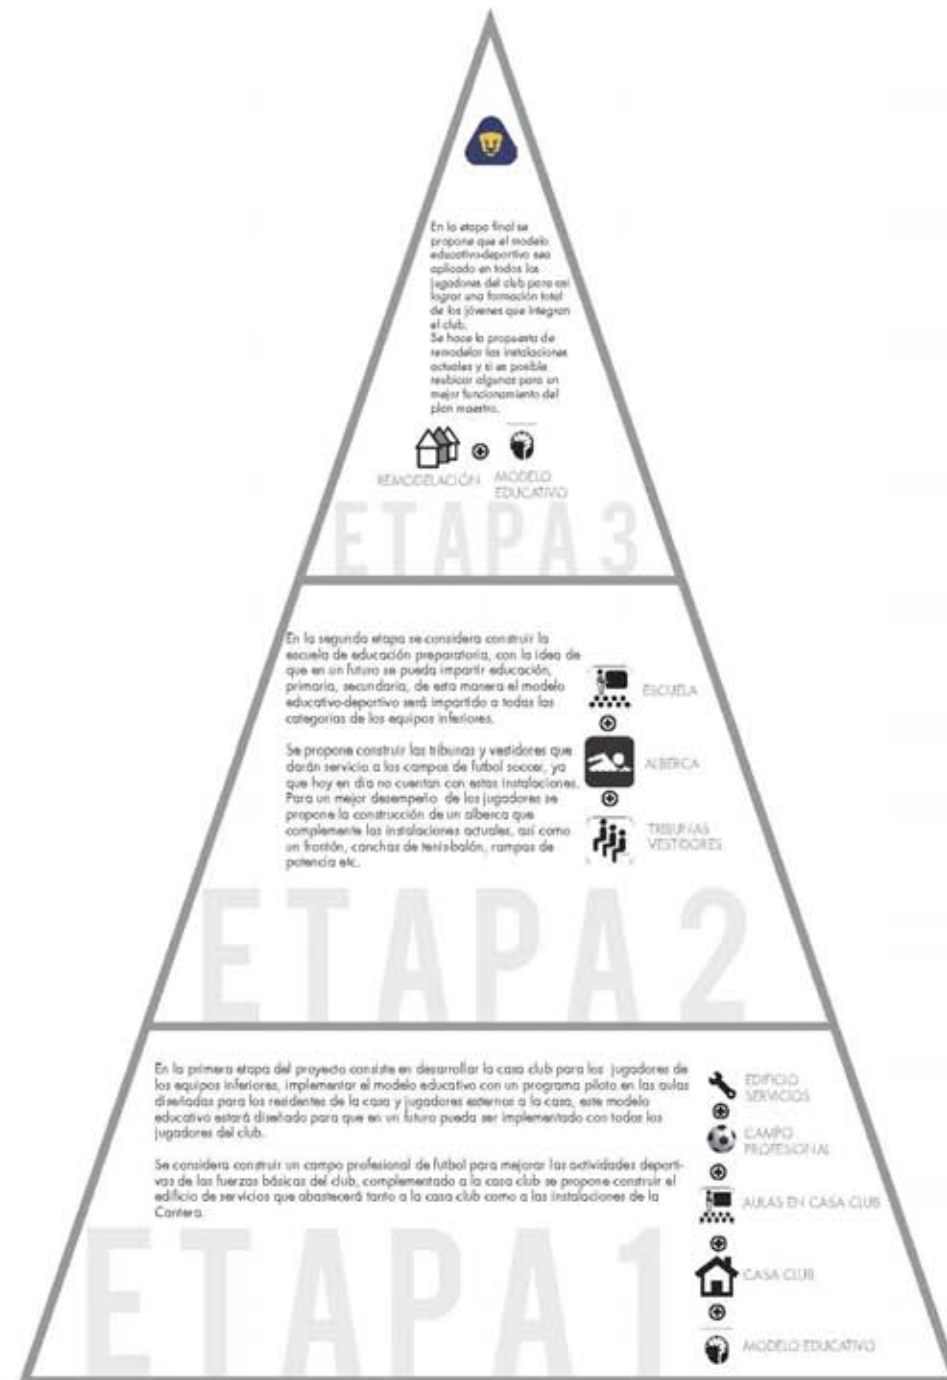 En la etapa final se
propone que el modelo
educativo-deportivo sea
aplicado en todos los
jugadores del club para así
lograr una formación total
de los jóvenes que integran
el club.
Se hace la propuesta de
remodelar las instalaciones
actuales y si es posible
reubicar algunas para un
mejor funcionamiento del
plan maestro.
REMODELACIÓN
MODELO
EDUCATIVO
ETAPA 3
En la segunda etapa se considera construir la
escuela de educación preparatoria, con la idea de
que en un futuro se pueda impartir educación,
primaria, secundaria, de esta manera el modelo
educativo-deportivo será impartido a todas las
categorías de los equipos inferiores.
Se propone construir las tribunas y vestidores que
darán servicio a los campos de futbol soccer, ya
que hoy en día no cuentan con estas instalaciones.
Para un mejor desempeño de los jugadores se
propone la construcción de un alberca que
complemente las instalaciones actuales, así como
un frontón, canchas de tenis-balón, rampas de
potencia etc.
ESCUELA
ALBERCA
TRIBUNAS
VESTIDORES
ETAPA 2
En la primera etapa del proyecto consiste en desarrollar la casa club para los jugadores de
los equipos inferiores, implementar el modelo educativo con un programa piloto en las aulas
diseñadas para los residentes de la casa y jugadores externos a la casa, este modelo
educativo estará diseñado para que en un futuro pueda ser implementado con todos los
jugadores del club.
Se considera construir un campo profesional de futbol para mejorar las actividades deporti-
vas de las fuerzas básicas del club, complementado a la casa club se propone construir el
edificio de servicios que abastecerá tanto a la casa club como a las instalaciones de la
Cantera.
EDIFICIO
SERVICIOS
CAMPO
PROFESIONAL
AULAS EN CASA CLUB
CASA CLUB
MODELO EDUCATIVO
ETAPA 1